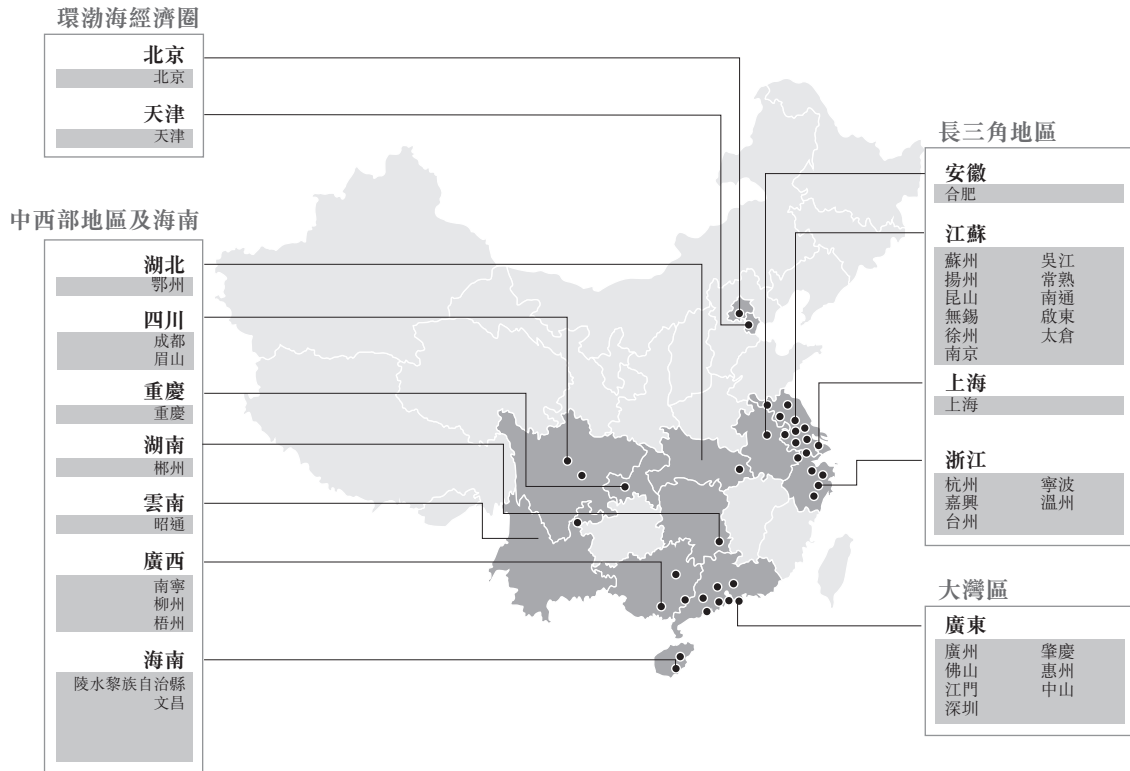 環渤海經濟圈
北京
北京
天津
天津
中西部地區及海南
湖北
鄂州
四川
成都
眉山
重慶
重慶
湖南
郴州
雲南
昭通
廣西
南寧
柳州
梧州
海南
陵水黎族自治縣
文昌
長三角地區
安徽
合肥
江蘇
蘇州 吳江
揚州 常熟
昆山 南通
無錫 啟東
徐州 太倉
南京
上海
上海
浙江
杭州 寧波
嘉興 溫州
台州
大灣區
廣東
廣州 肇慶
佛山 惠州
江門 中山
深圳